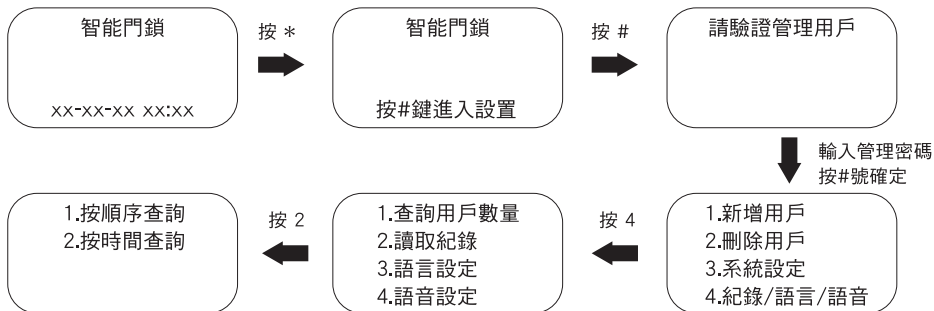 智能門鎖
xx-xx-xx xx:xx
按 *
智能門鎖
按#鍵進入設置
按 #
請驗證管理用戶
輸入管理密碼
按#號確定
1.新增用戶
2.刪除用戶
3.系統設定
4.紀錄/語言/語音
按 4
1.查詢用戶數量
2.讀取紀錄
3.語言設定
4.語音設定
按 2
1.按順序查詢
2.按時間查詢